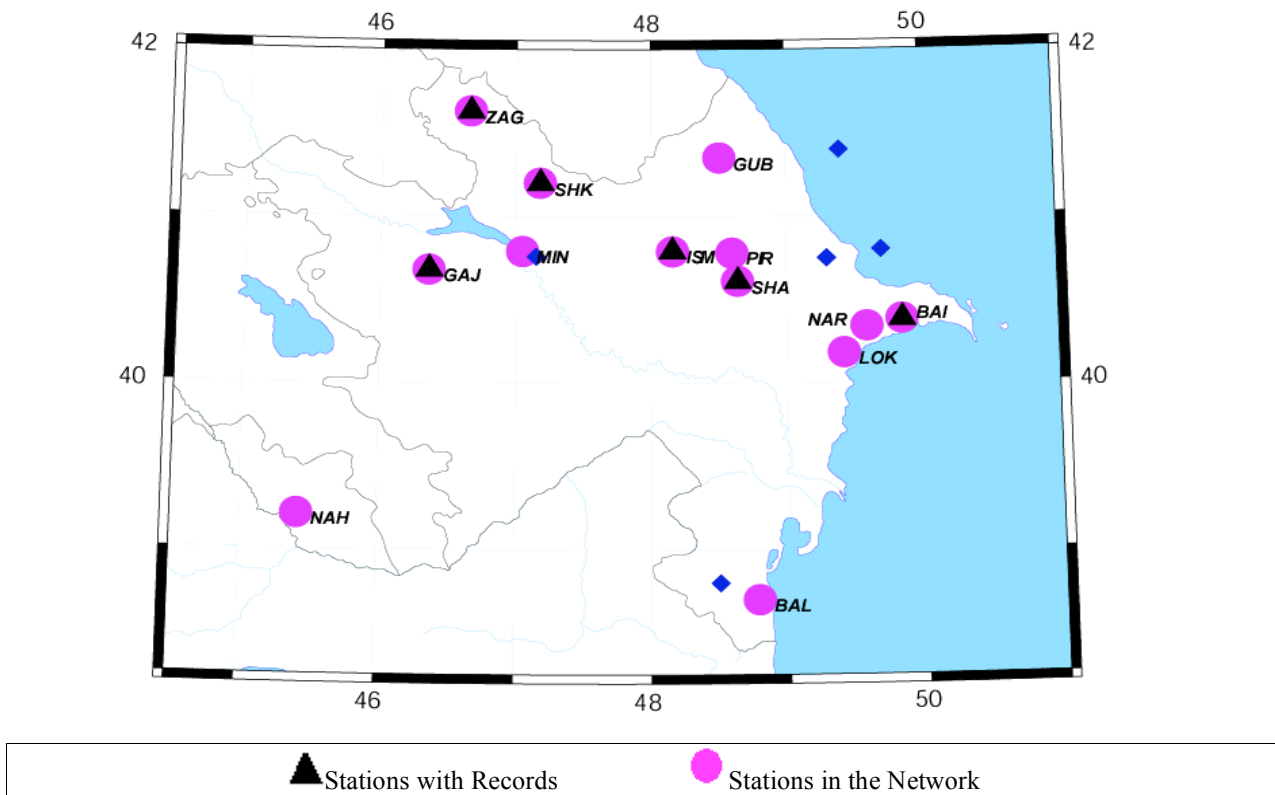 46 48 50
42 42
ZAG
GUB
SHK
MIN ISM PIR
GAJ
SHA
BAI
NAR
LOK
40 40
NAH
BAL
46 48 50
Stations with Records Stations in the Network